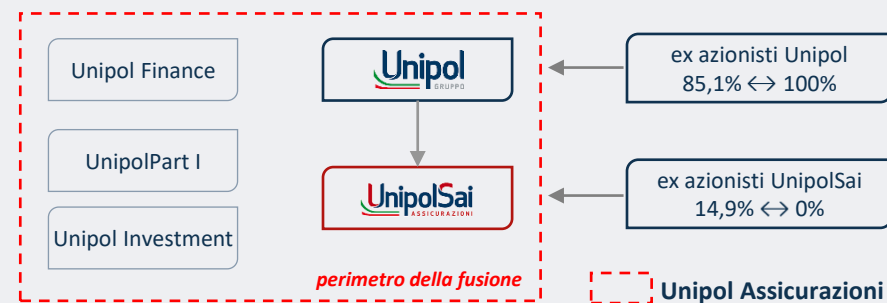 Unipol Finance
Unipol
GRUPPO
ex azionisti Unipol
85,1% ↔ 100%
UnipolPart I
UnipolSai
ASSICURAZIONI
ex azionisti UnipolSai
14,9% ↔ 0%
Unipol Investment
perimetro della fusione
Unipol Assicurazioni